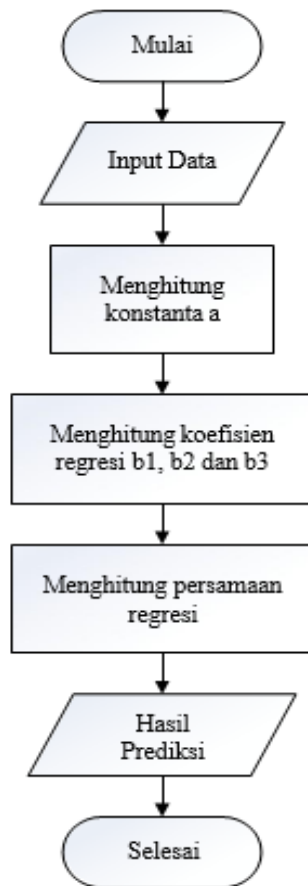 Mulai
Input Data
Menghitung
konstanta a
Menghitung koefisien
regresi b1, b2 dan b3
Menghitung persamaan
regresi
Hasil
Prediksi
Selesai